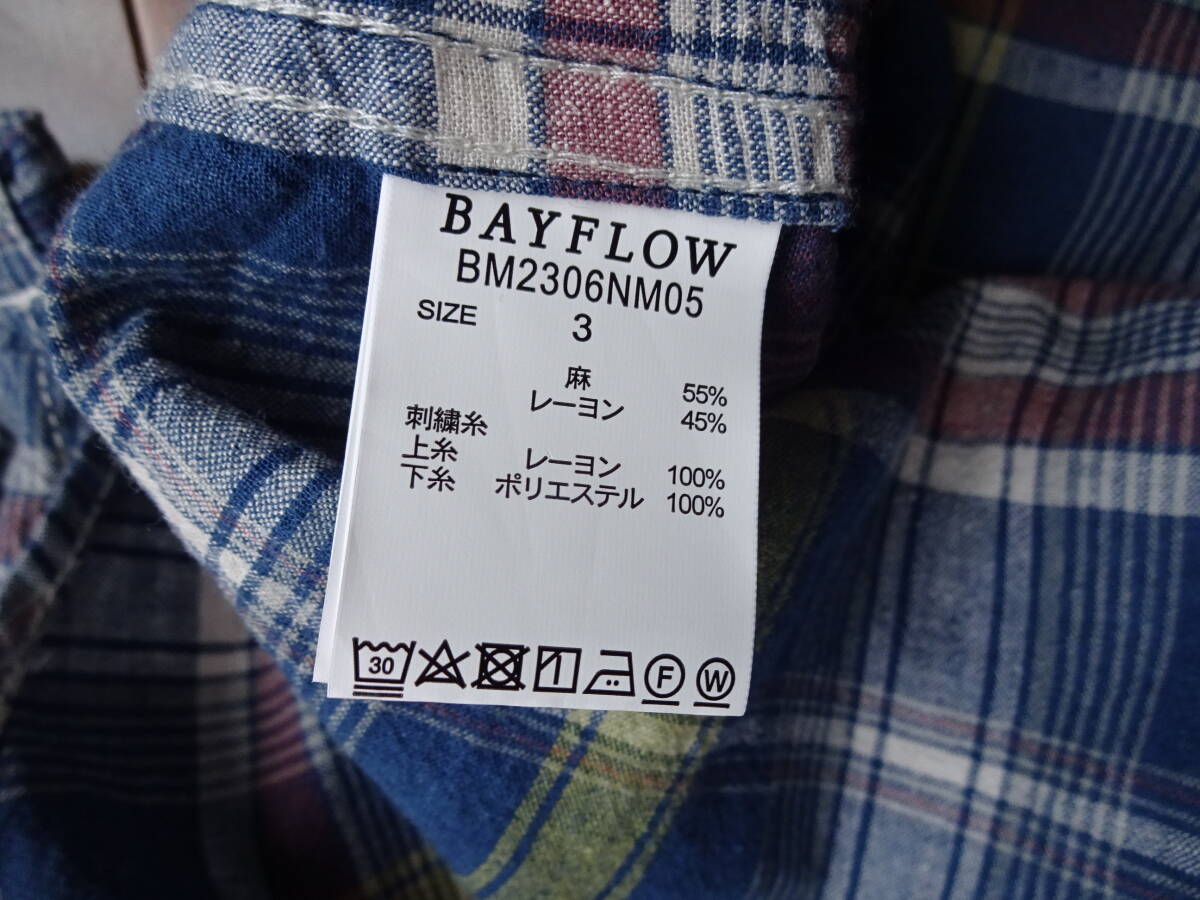 BAYFLOW
BM2306NM05
SIZE 3
麻 55%
レーヨン 45%
刺繍糸
上糸 レーヨン 100%
下糸 ポリエステル 100%
30 F W